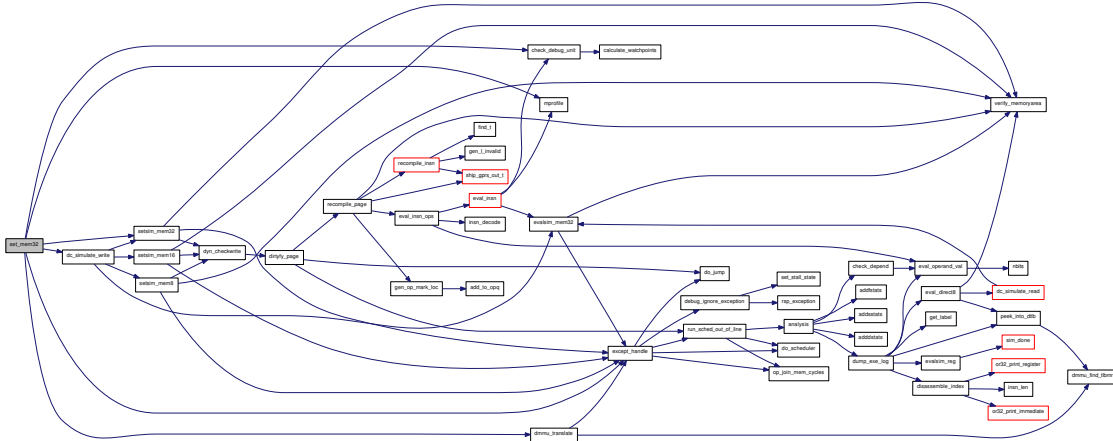 set_mem32
dc_simulate_write
setsim_mem32
setsim_mem16
setsim_mem8
dyn_checkwrite
dirtyfy_page
recompile_page
recompile_insn
eval_insn_ops
gen_op_mark_loc
add_to_opq
find_t
gen_t_invalid
ship_gprs_out_t
eval_insn
insn_decode
check_debug_unit
calculate_watchpoints
mprofile
evalsim_mem32
except_handle
dmmu_translate
do_jump
debug_ignore_exception
set_stall_state
rsp_exception
run_sched_out_of_line
analysis
do_scheduler
op_join_mem_cycles
check_depend
addfstats
addsstats
adddstats
dump_exe_log
eval_operand_val
nbits
eval_direct8
dc_simulate_read
get_label
peek_into_dtlb
evalsim_reg
sim_done
disassemble_index
or32_print_register
insn_len
or32_print_immediate
verify_memoryarea